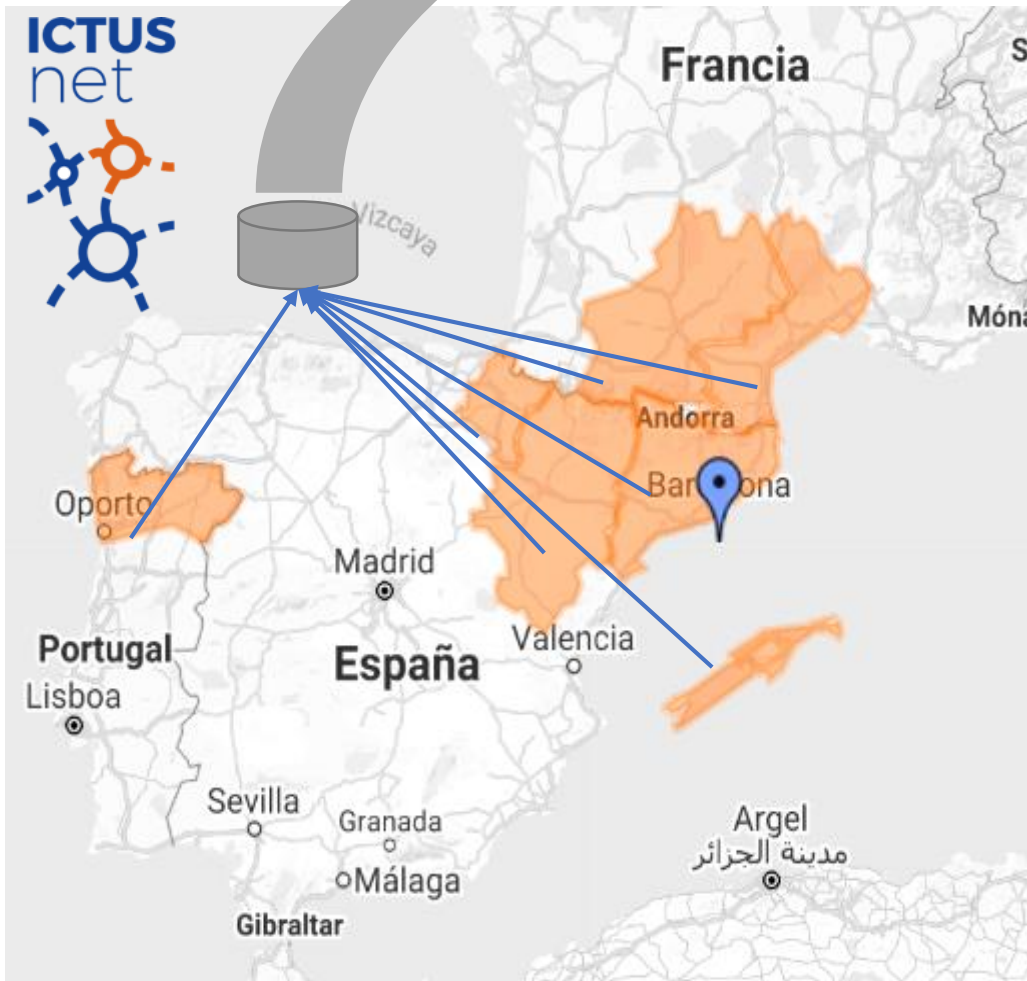 ICTUS
net
Francia
S
Vizcaya
Móna
Andorra
Barcelona
Oporto
Madrid
Portugal
España
Valencia
Lisboa
Sevilla
Granada
Málaga
Gibraltar
Argel
مدينة الجزائر